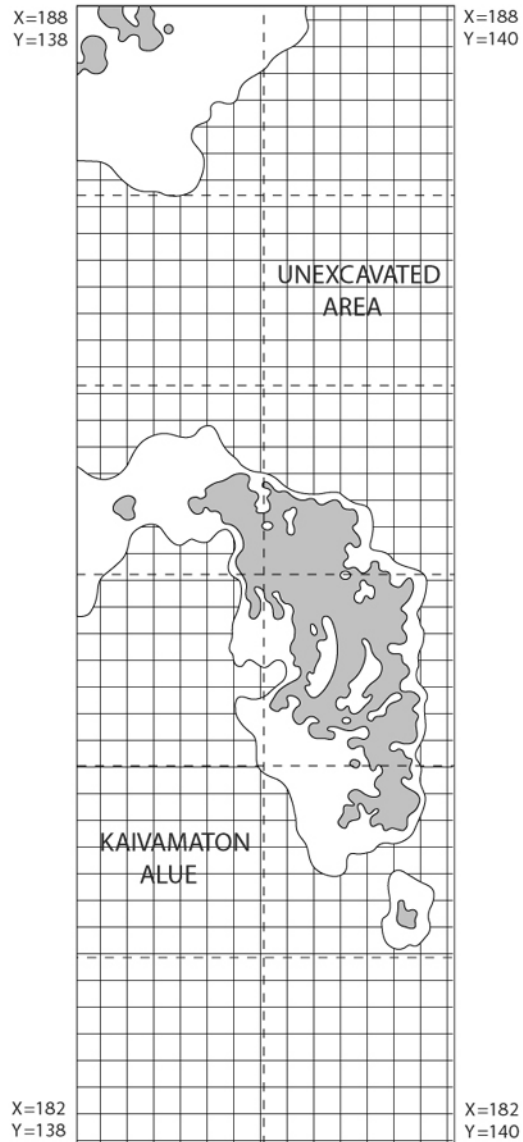 X=188
Y=138
X=188
Y=140
UNEXCAVATED
AREA
KAIVAMATON
ALUE
X=182
Y=138
X=182
Y=140